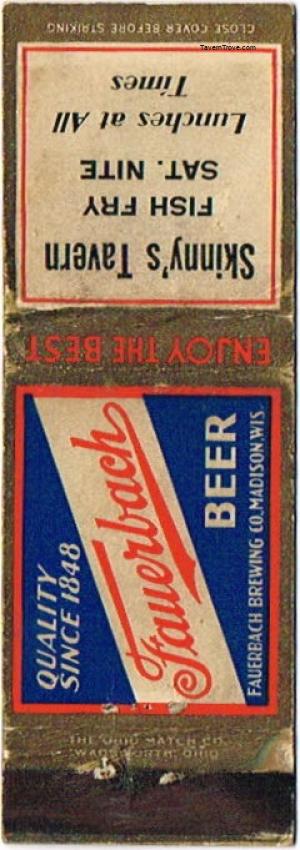 CLOSE COVER BEFORE STRIKING
TavernTrove.com
Skinny's Tavern
FISH FRY
SAT. NITE
Lunches at All
Times
ENJOY THE BEST
QUALITY
SINCE 1848
Fauerbach
BEER
FAUERBACH BREWING CO. MADISON, WIS.
THE OHIO MATCH CO.
WADSWORTH, OHIO